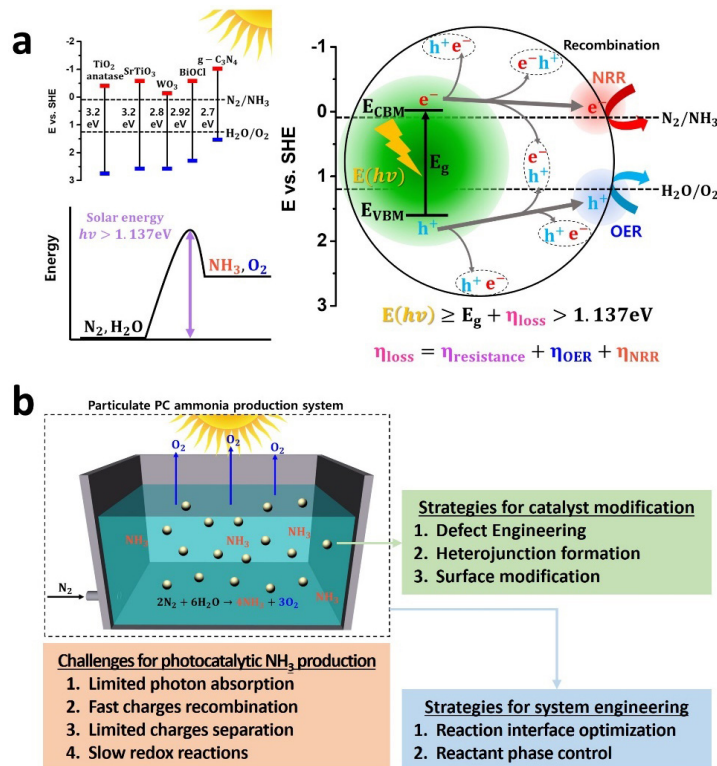 a
E vs. SHE
-2
-1
0
1
2
3
TiO2
anatase
SrTiO3
WO3
BiOCl
g − C3N4
3.2
eV
3.2
eV
2.8
eV
2.92
eV
2.7
eV
N2/NH3
H2O/O2
Energy
Solar energy
hv > 1.137eV
NH3, O2
N2, H2O
E vs. SHE
-1
0
1
2
3
h+ e−
e−h+
Recombination
NRR
e−
e−
ECBM
N2/NH3
E(hv)
Eg
e−
h+
H2O/O2
EVBM
h+
h+
h+ e−
OER
h+ e−
E(hv) ≥ Eg + ηloss > 1.137eV
ηloss = ηresistance + ηOER + ηNRR
b
Particulate PC ammonia production system
O2
O2
O2
NH3
NH3
NH3
NH3
N2
2N2 + 6H2O → 4NH3 + 3O2
Strategies for catalyst modification
1. Defect Engineering
2. Heterojunction formation
3. Surface modification
Challenges for photocatalytic NH3 production
1. Limited photon absorption
2. Fast charges recombination
3. Limited charges separation
4. Slow redox reactions
Strategies for system engineering
1. Reaction interface optimization
2. Reactant phase control